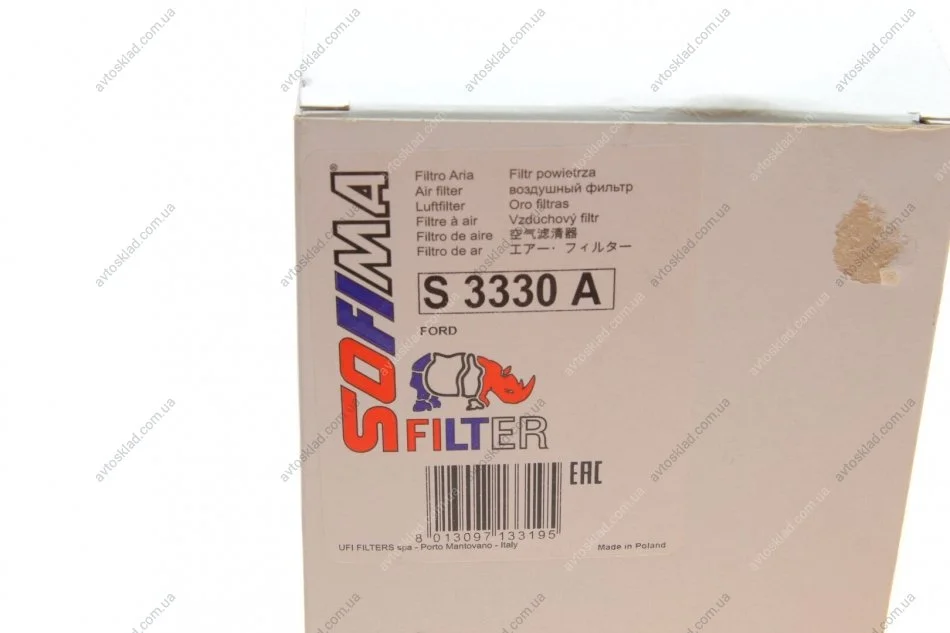 SOFIMA®
Filtro Aria
Air filter
Luftfilter
Filtre à air
Filtro de aire
Filtro de ar
Filtr powietrza
воздушный фильтр
Oro filtras
Vzduchový filtr
空气滤清器
エアー・フィルター
S 3330 A
FORD
FILTER
EAC
8 013097 133195
UFI FILTERS spa - Porto Mantovano - Italy
Made in Poland
avtosklad.com.ua